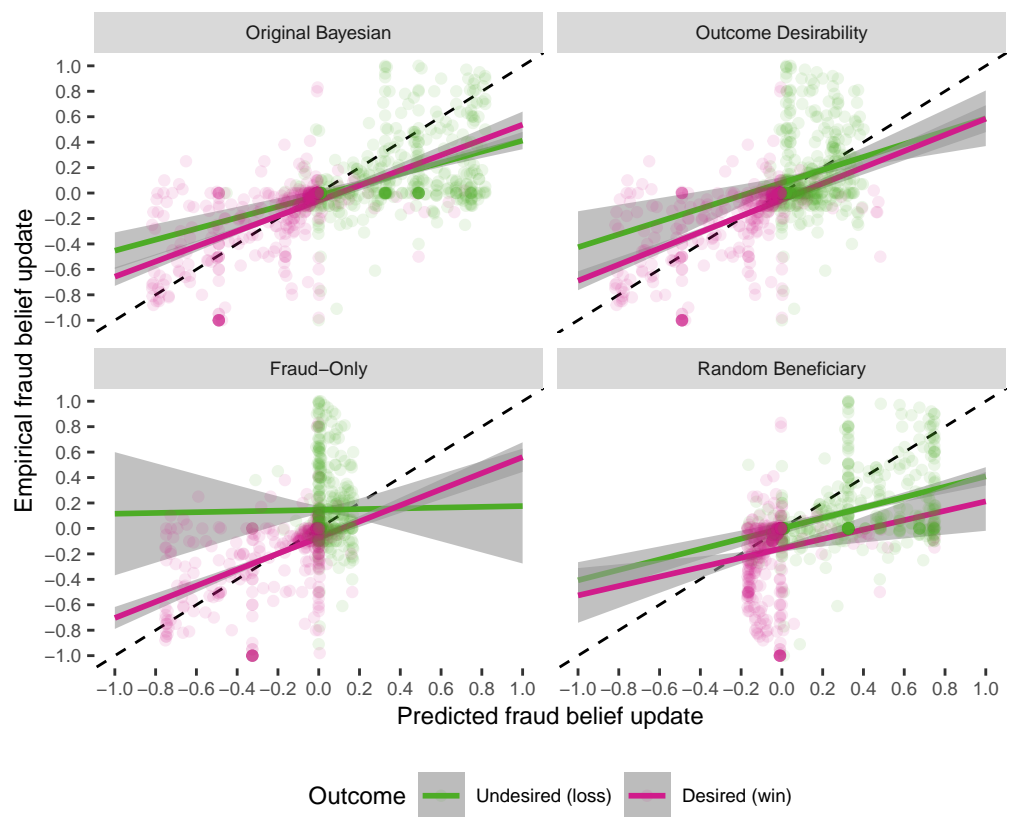 Original Bayesian
Outcome Desirability
1.0
0.8
0.6
0.4
0.2
0.0
−0.2
−0.4
−0.6
−0.8
−1.0
Fraud−Only
Random Beneficiary
1.0
0.8
0.6
0.4
0.2
0.0
−0.2
−0.4
−0.6
−0.8
−1.0
Empirical fraud belief update
−1.0 −0.8 −0.6 −0.4 −0.2 0.0 0.2 0.4 0.6 0.8 1.0
−1.0 −0.8 −0.6 −0.4 −0.2 0.0 0.2 0.4 0.6 0.8 1.0
Predicted fraud belief update
Outcome Undesired (loss) Desired (win)